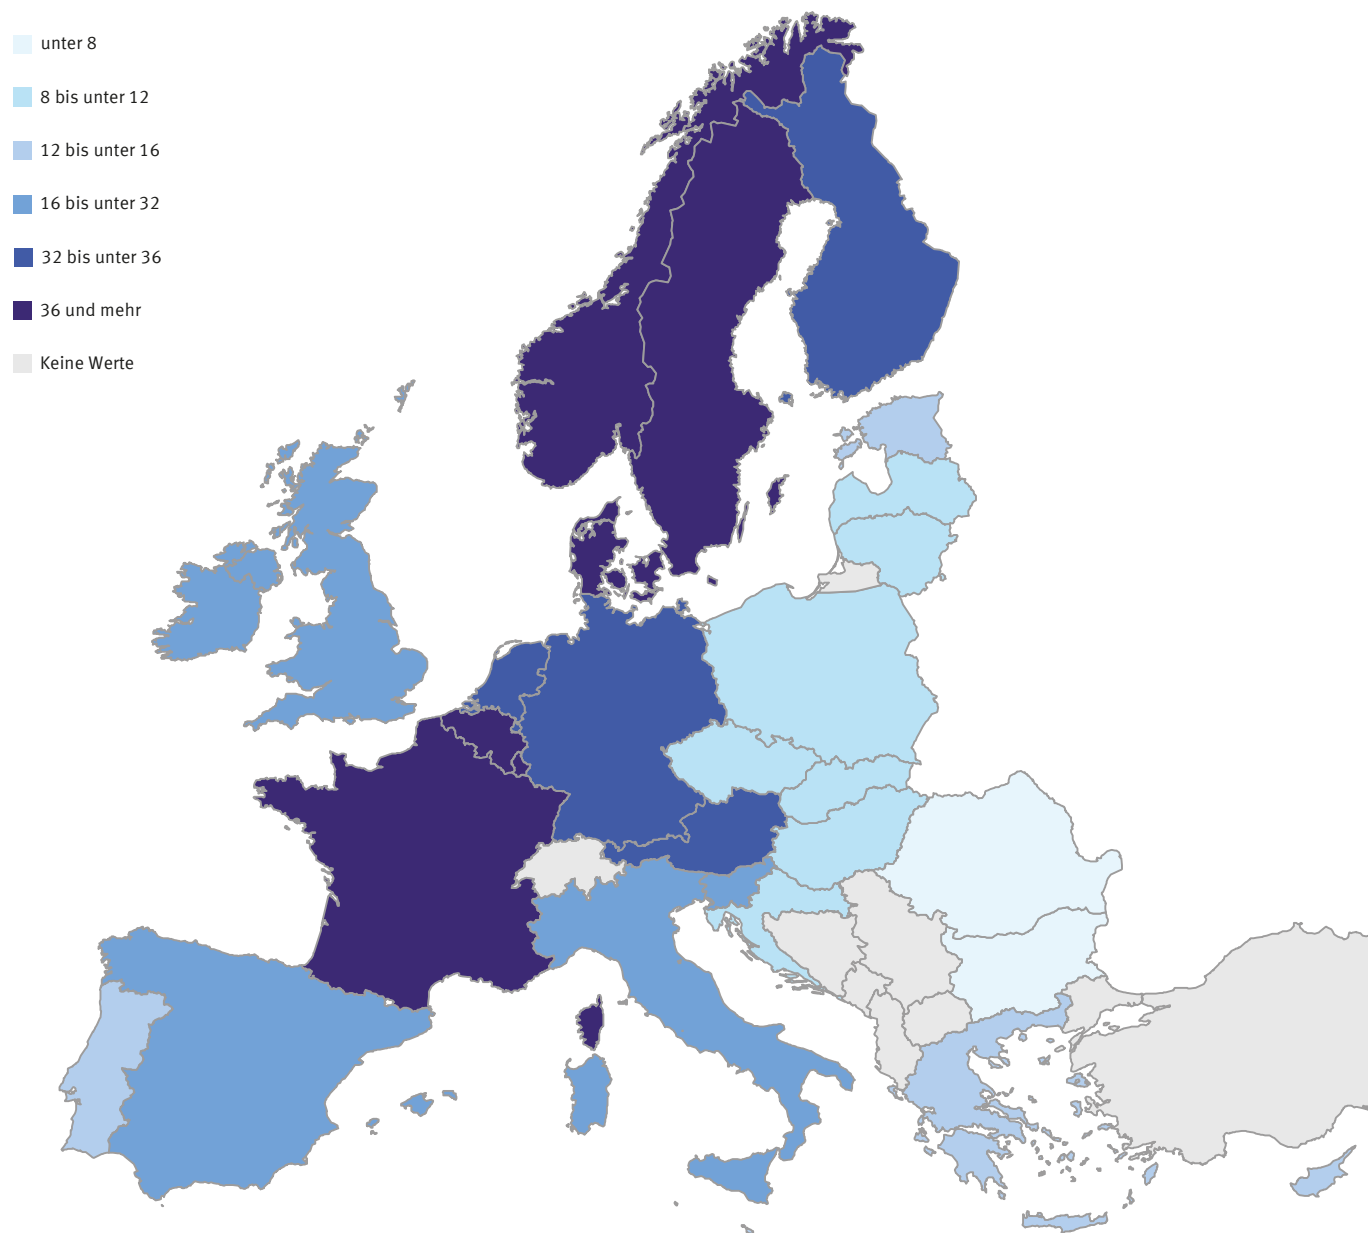 unter 8
8 bis unter 12
12 bis unter 16
16 bis unter 32
32 bis unter 36
36 und mehr
Keine Werte